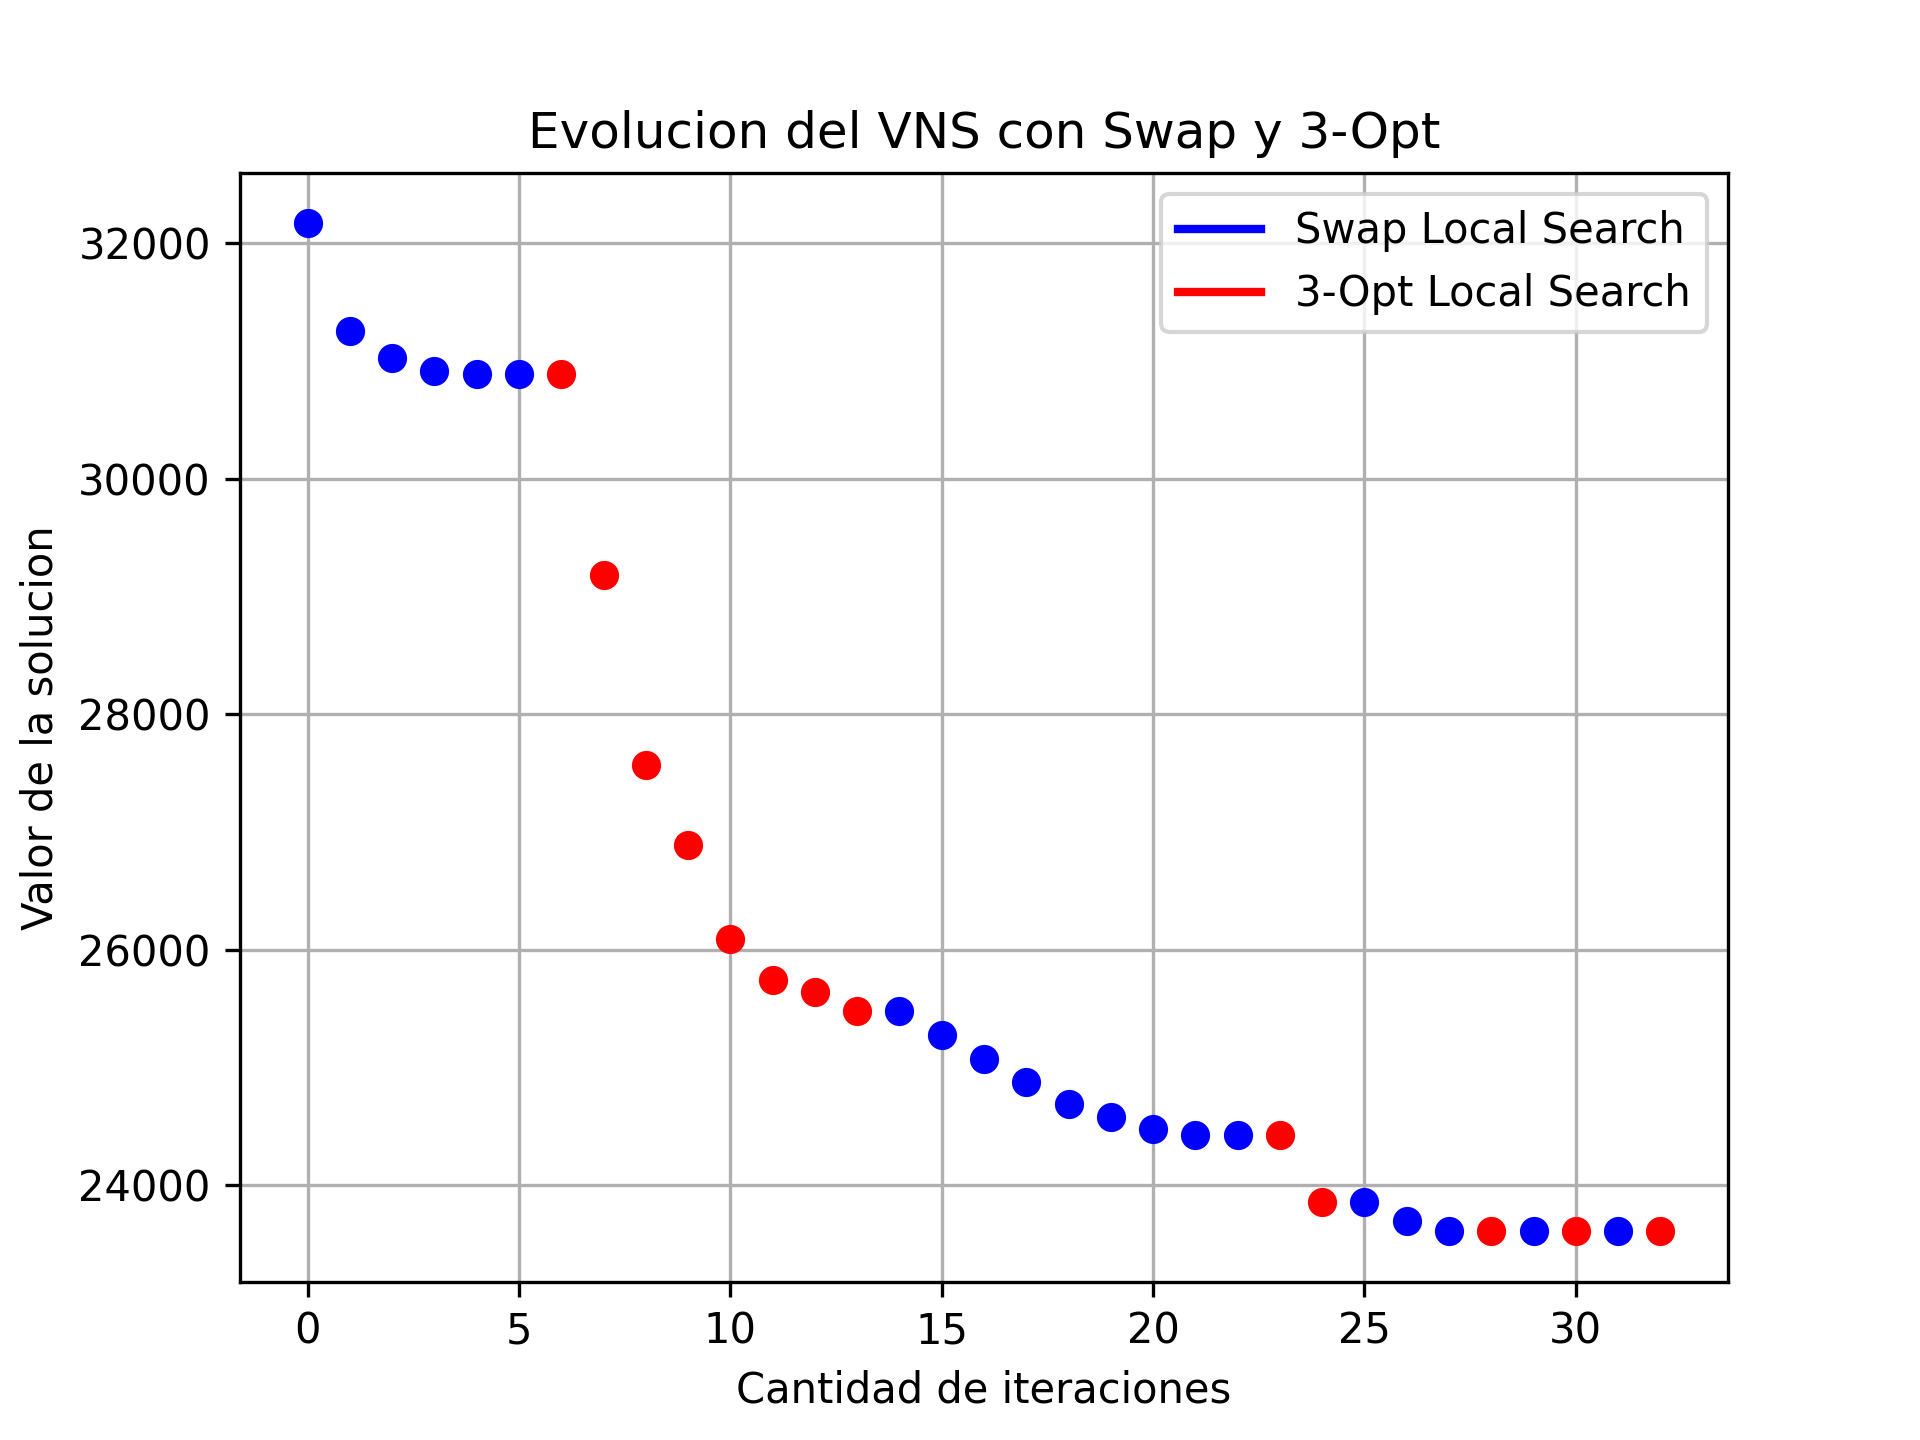 Evolucion del VNS con Swap y 3-Opt
Swap Local Search
3-Opt Local Search
Valor de la solucion
32000
30000
28000
26000
24000
0 5 10 15 20 25 30
Cantidad de iteraciones